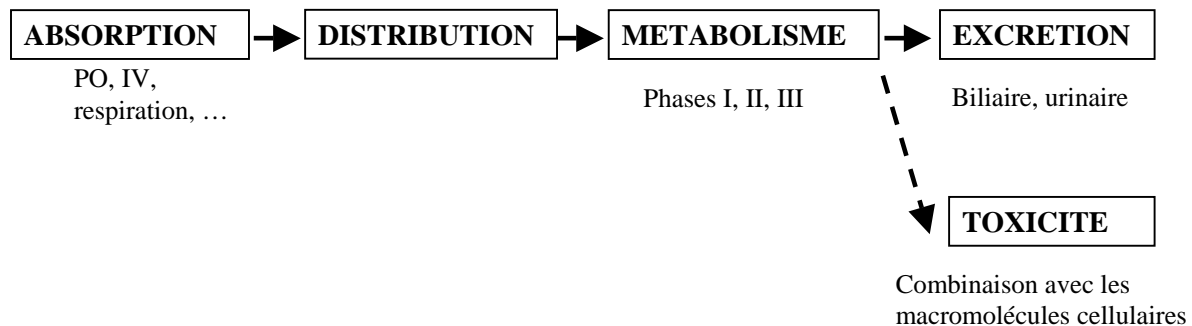 ABSORPTION
DISTRIBUTION
METABOLISME
EXCRETION
PO, IV,
respiration, …
Phases I, II, III
Biliaire, urinaire
TOXICITE
Combinaison avec les
macromolécules cellulaires